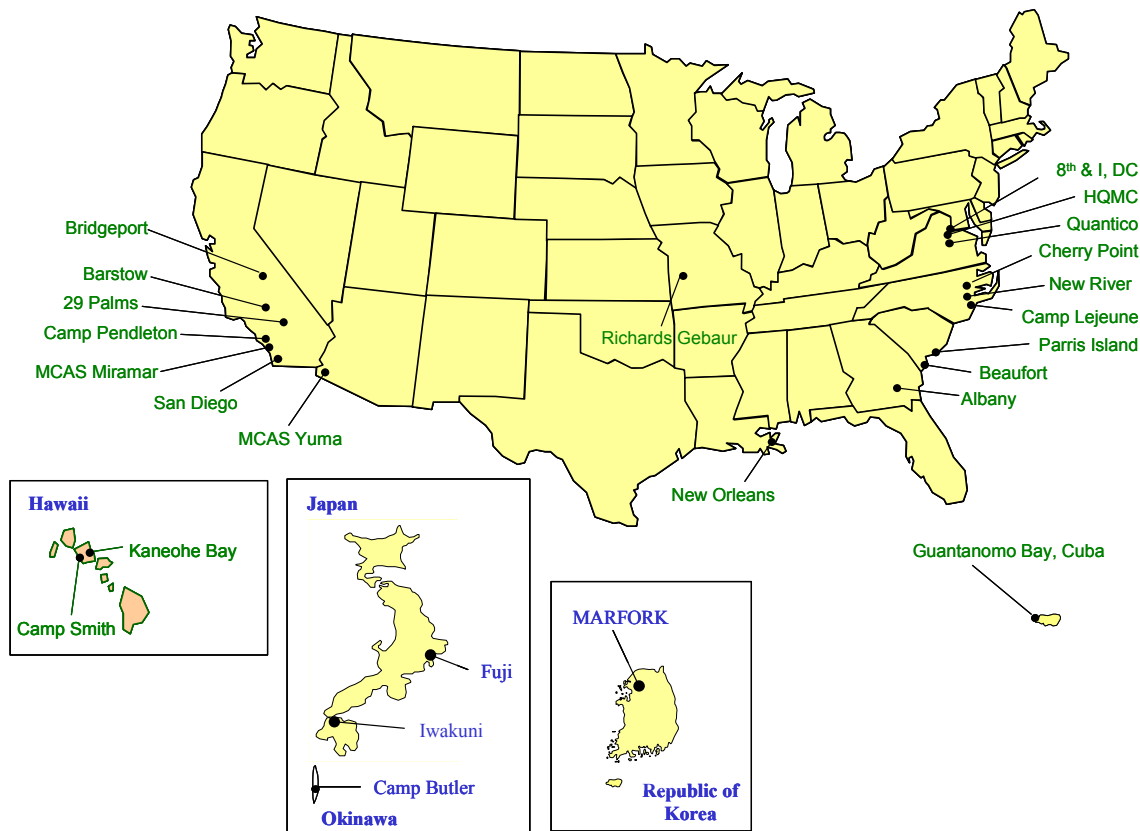 8th & I, DC
HQMC
Quantico
Bridgeport
Cherry Point
Barstow
New River
29 Palms
Camp Lejeune
Camp Pendleton
Richards Gebaur
Parris Island
MCAS Miramar
Beaufort
San Diego
Albany
MCAS Yuma
New Orleans
Hawaii
Kaneohe Bay
Camp Smith
Japan
Fuji
Iwakuni
Camp Butler
Okinawa
MARFORK
Republic of
Korea
Guantanomo Bay, Cuba